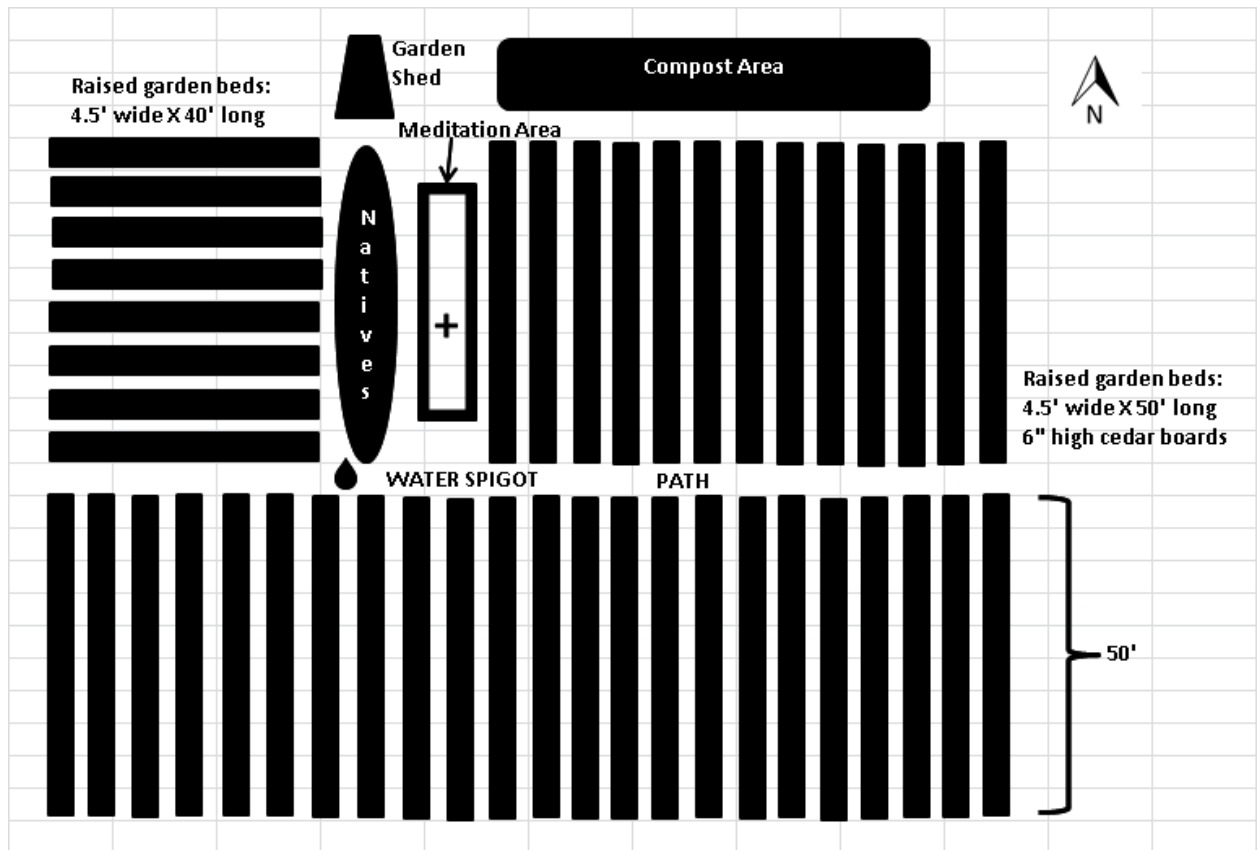 Garden
Shed
Compost Area
Raised garden beds:
4.5' wide X 40' long
N
Meditation Area
Natives
Raised garden beds:
4.5' wide X 50' long
6" high cedar boards
WATER SPIGOT
PATH
50'